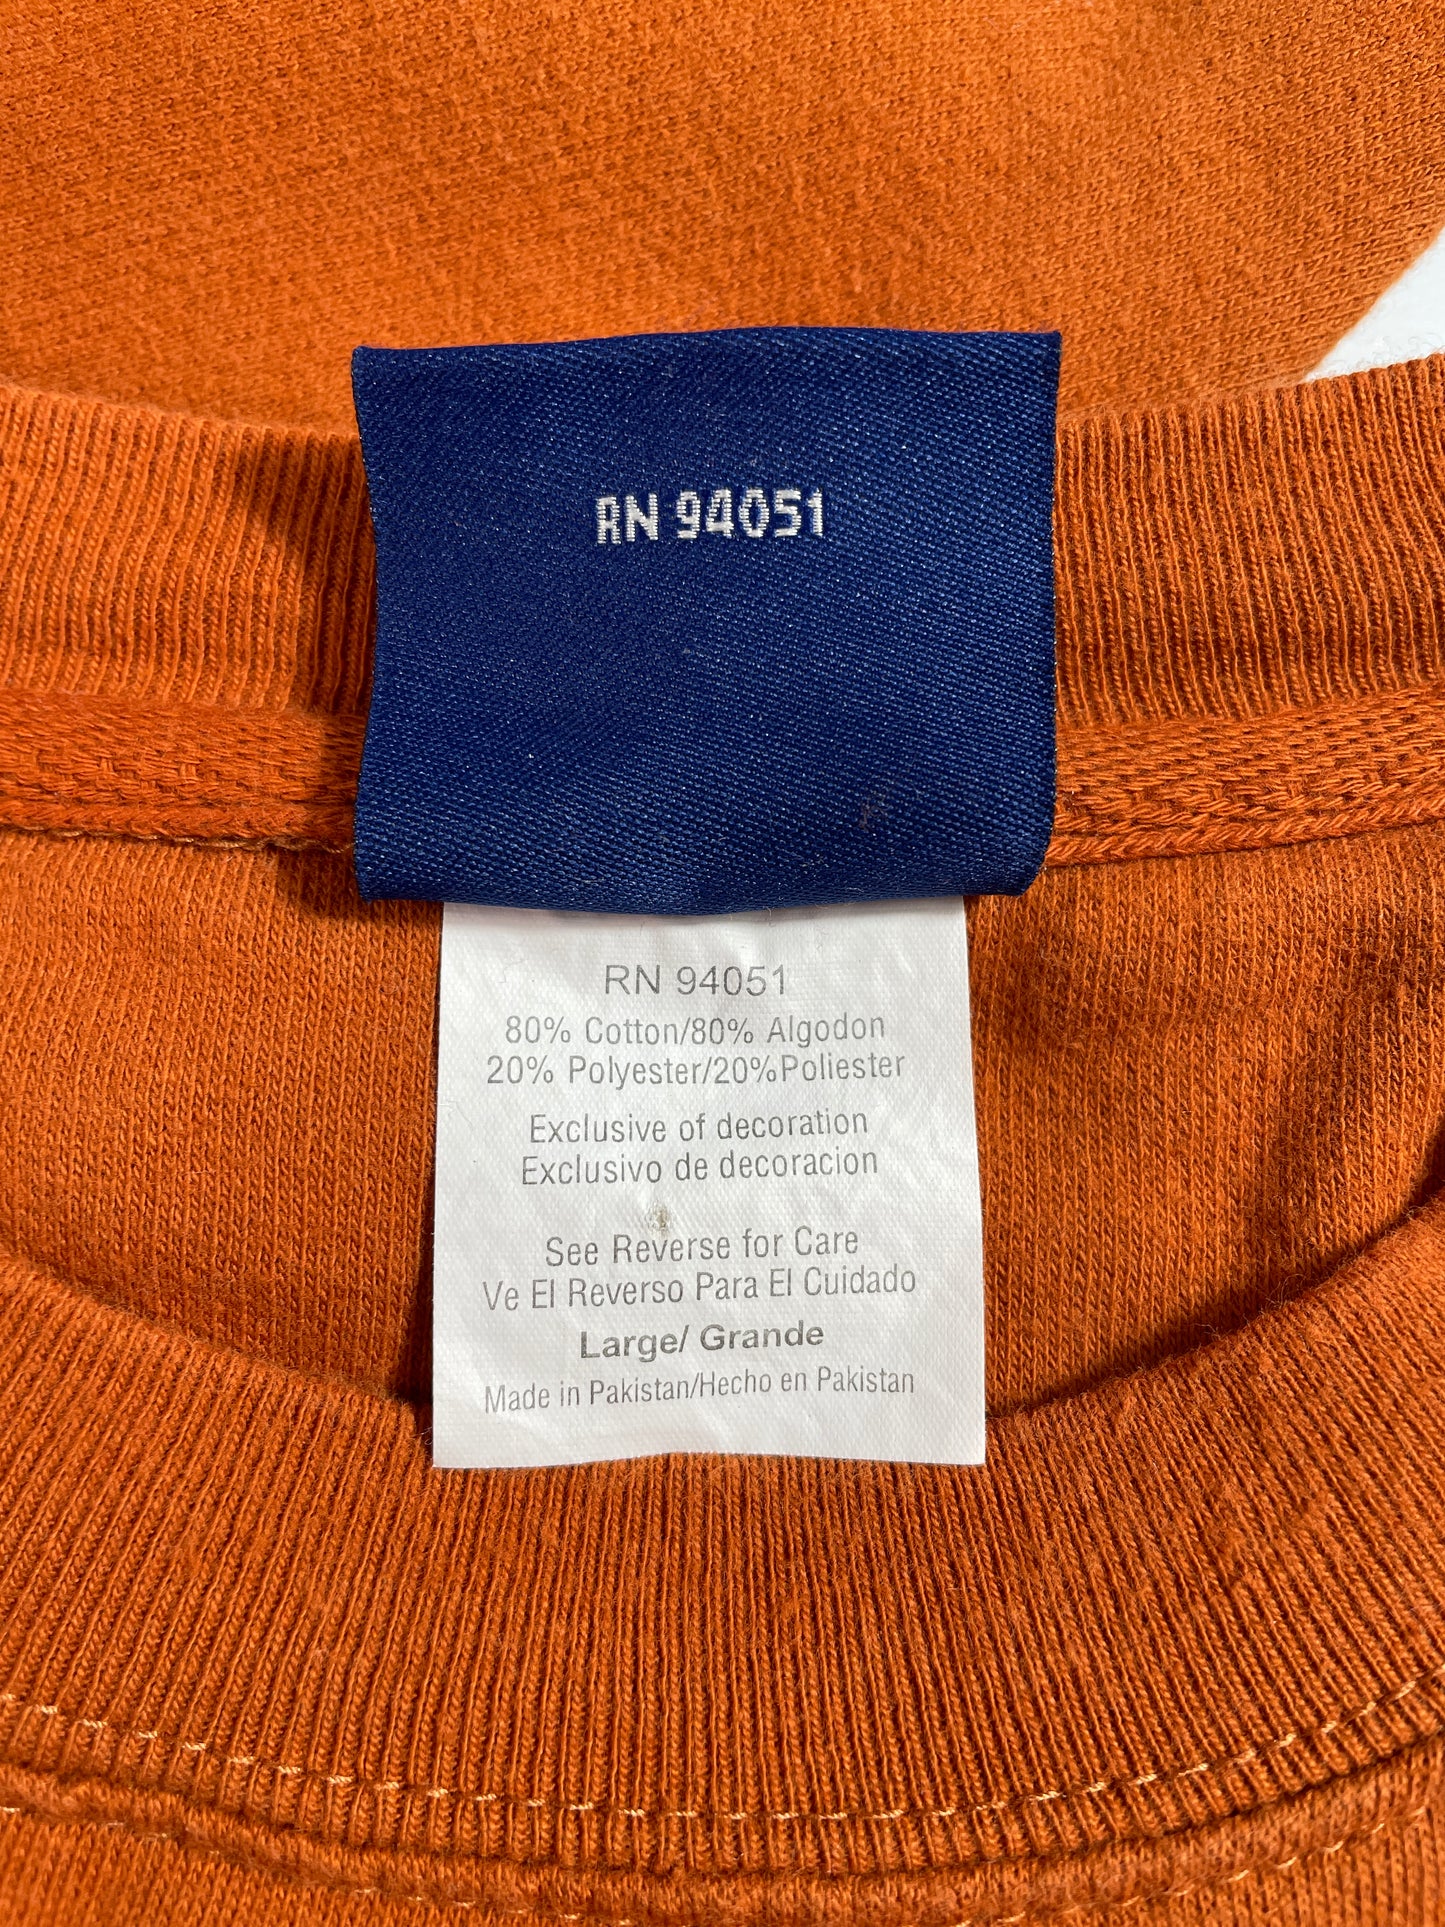 RN 94051
RN 94051
80% Cotton/80% Algodon
20% Polyester/20%Poliester
Exclusive of decoration
Exclusivo de decoracion
See Reverse for Care
Ve El Reverso Para El Cuidado
Large/ Grande
Made in Pakistan/Hecho en Pakistan